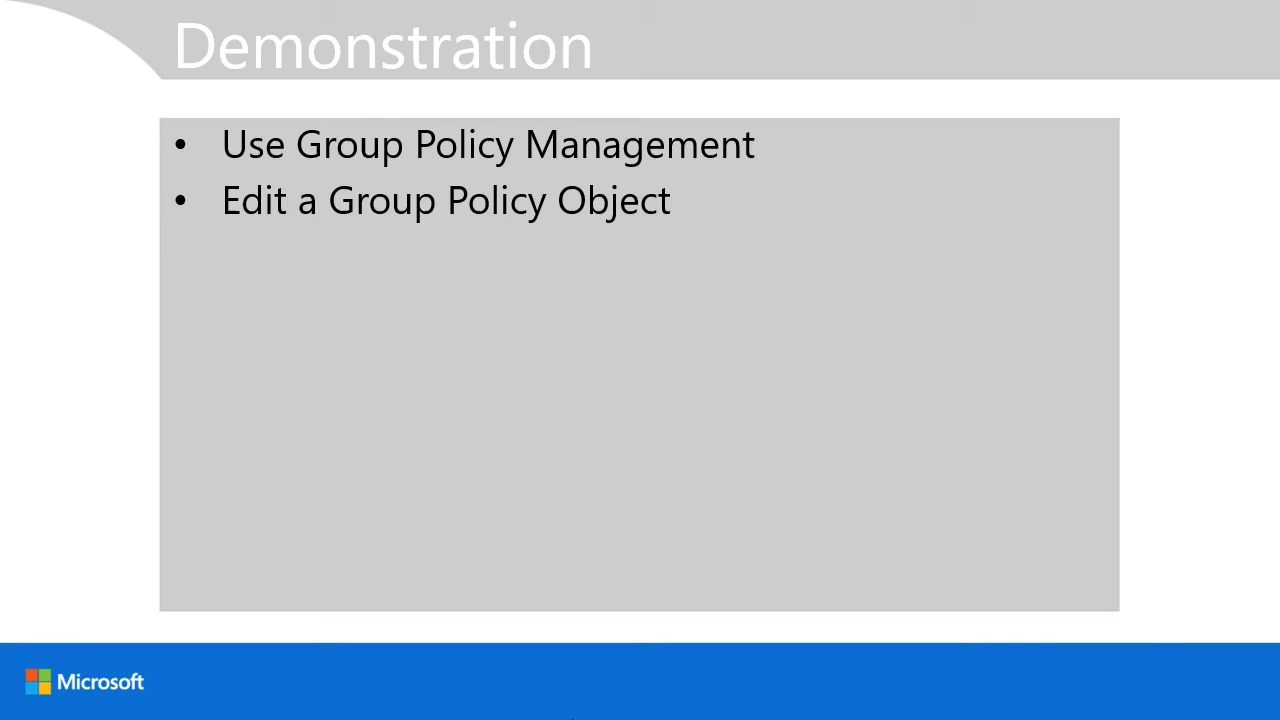 Demonstration
• Use Group Policy Management
• Edit a Group Policy Object
Microsoft